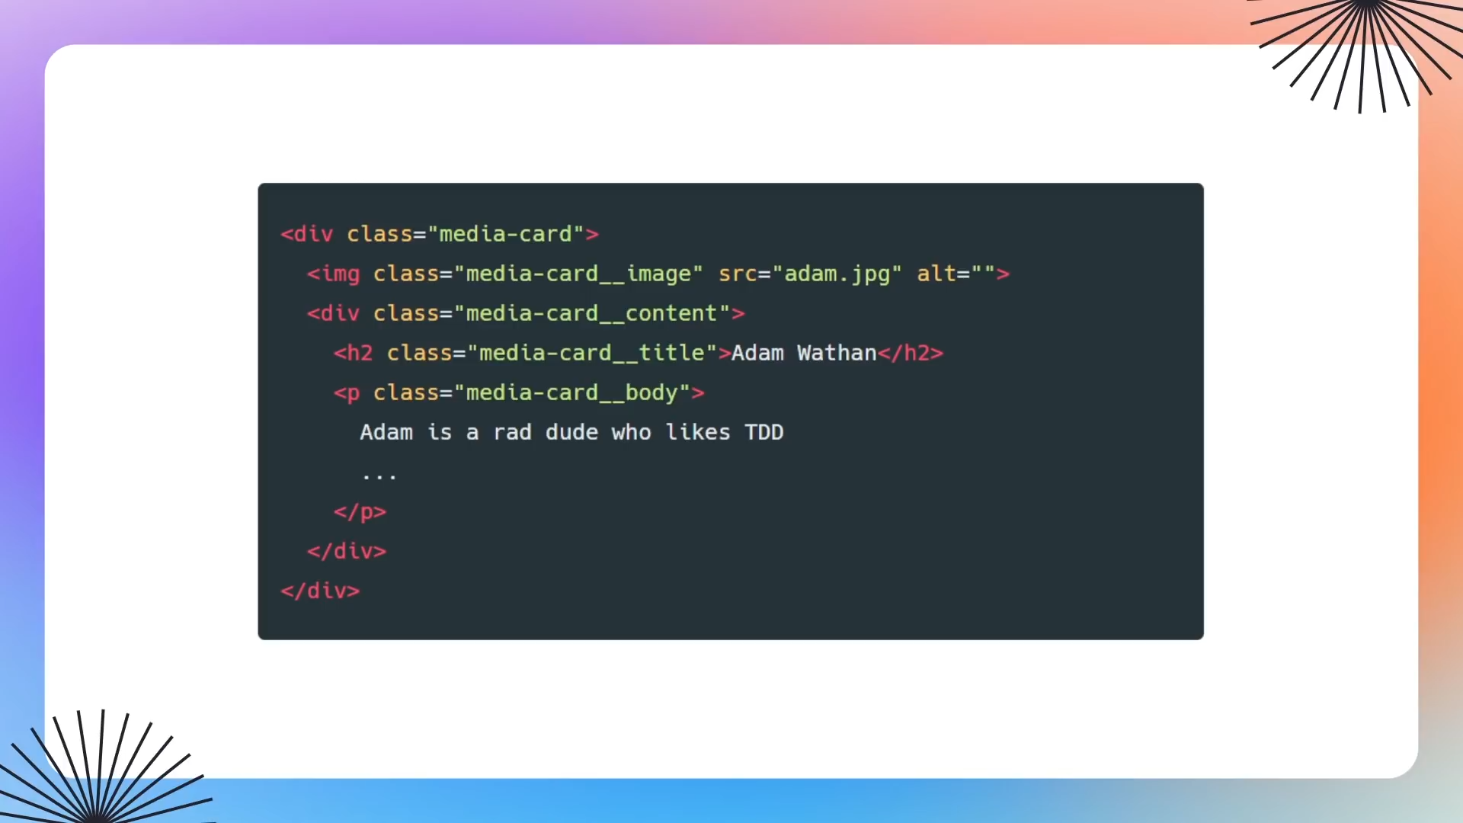 <div class="media-card">
  <img class="media-card__image" src="adam.jpg" alt="">
  <div class="media-card__content">
    <h2 class="media-card__title">Adam Wathan</h2>
    <p class="media-card__body">
      Adam is a rad dude who likes TDD
      ...
    </p>
  </div>
</div>